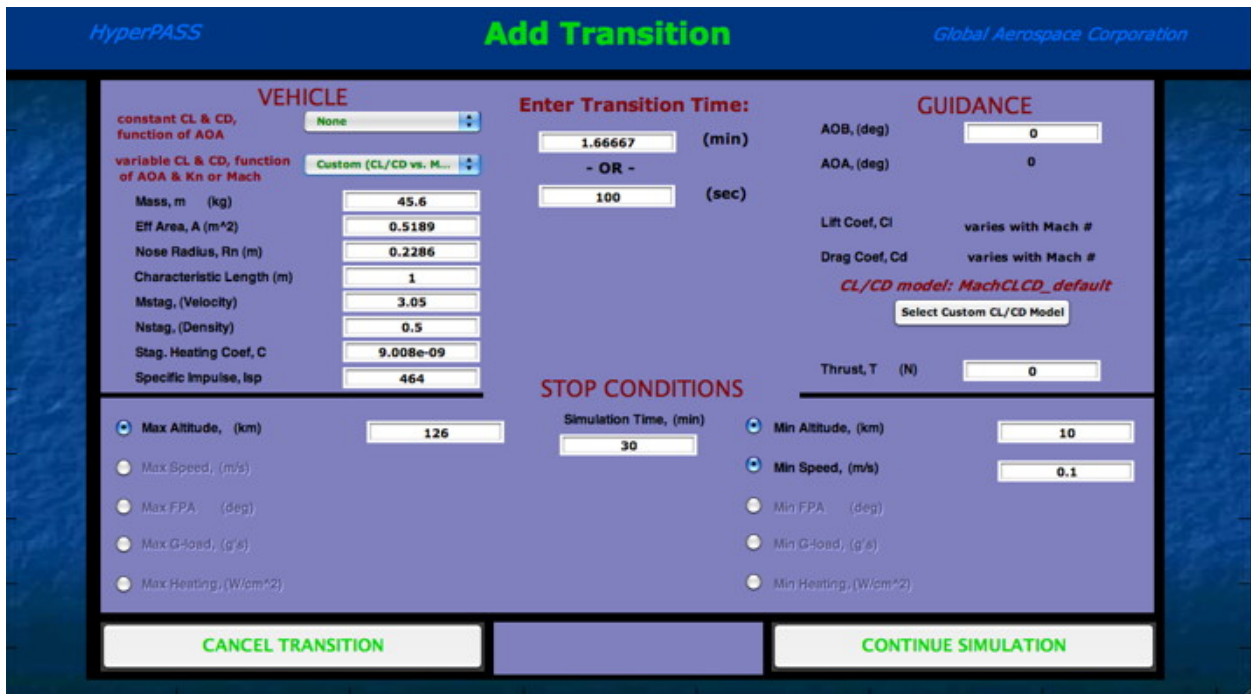 HyperPASS
Add Transition
Global Aerospace Corporation
VEHICLE
constant CL & CD,
function of AOA
None
variable CL & CD, function
of AOA & Kn or Mach
Custom (CL/CD vs. M...
Mass, m (kg) 45.6
Eff Area, A (m^2) 0.5189
Nose Radius, Rn (m) 0.2286
Characteristic Length (m) 1
Mstag, (Velocity) 3.05
Nstag, (Density) 0.5
Stag. Heating Coef, C 9.008e-09
Specific Impulse, Isp 464
Enter Transition Time:
1.66667 (min)
- OR -
100 (sec)
GUIDANCE
AOB, (deg) 0
AOA, (deg) 0
Lift Coef, Cl varies with Mach #
Drag Coef, Cd varies with Mach #
CL/CD model: MachCLCD_default
Select Custom CL/CD Model
Thrust, T (N) 0
STOP CONDITIONS
Max Altitude, (km) 126
Max Speed, (m/s)
Max FPA (deg)
Max G-load, (g's)
Max Heating, (W/cm^2)
Simulation Time, (min)
30
Min Altitude, (km) 10
Min Speed, (m/s) 0.1
Min FPA (deg)
Min G-load, (g's)
Min Heating, (W/cm^2)
CANCEL TRANSITION
CONTINUE SIMULATION